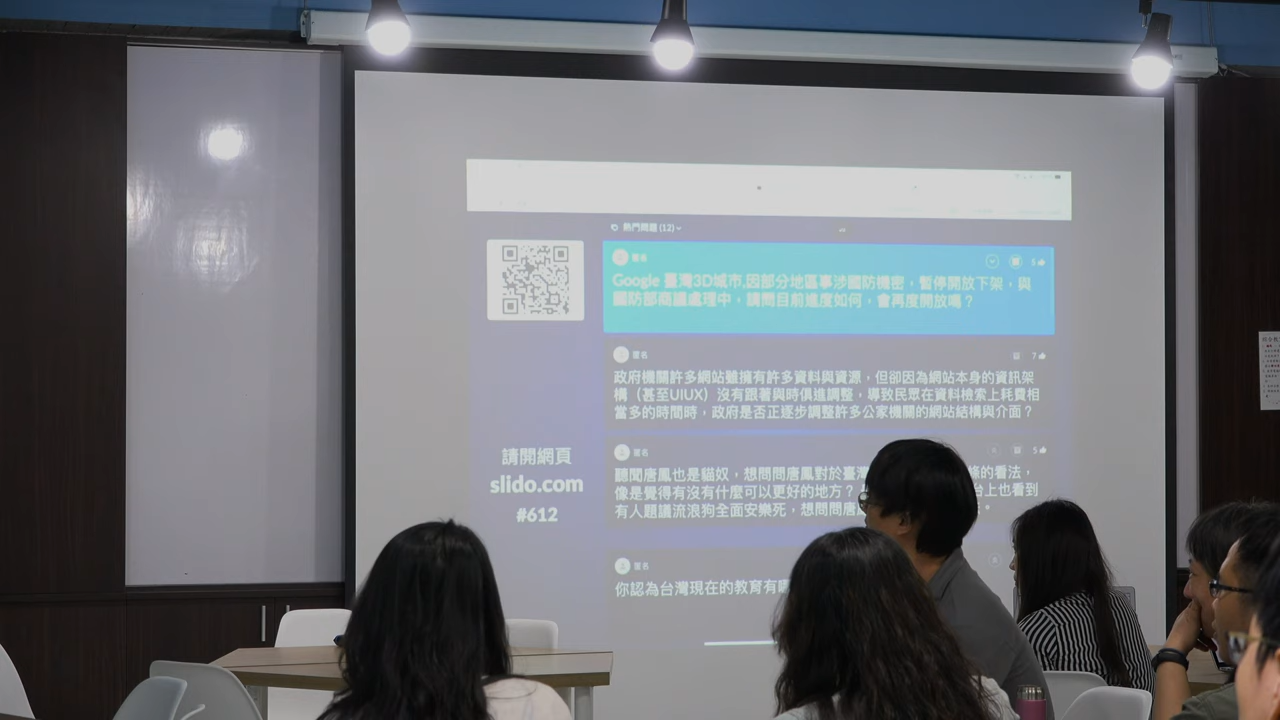 熱門問題 (12)
匿名
5
Google 臺灣3D城市,因部分地區事涉國防機密，暫停開放下架，與
國防部商議處理中，請問目前進度如何，會再度開放嗎？
匿名
7
政府機關許多網站雖擁有許多資料與資源，但卻因為網站本身的資訊架
構（甚至UIUX）沒有跟著與時俱進調整，導致民眾在資料檢索上耗費相
當多的時間時，政府是否正逐步調整許多公家機關的網站結構與介面？
匿名
5
聽聞唐鳳也是貓奴，想問問唐鳳對於臺灣
條的看法，
像是覺得有沒有什麼可以更好的地方？
台上也看到
有人題議流浪狗全面安樂死，想問問唐
匿名
你認為台灣現在的教育有
請開網頁
slido.com
#612